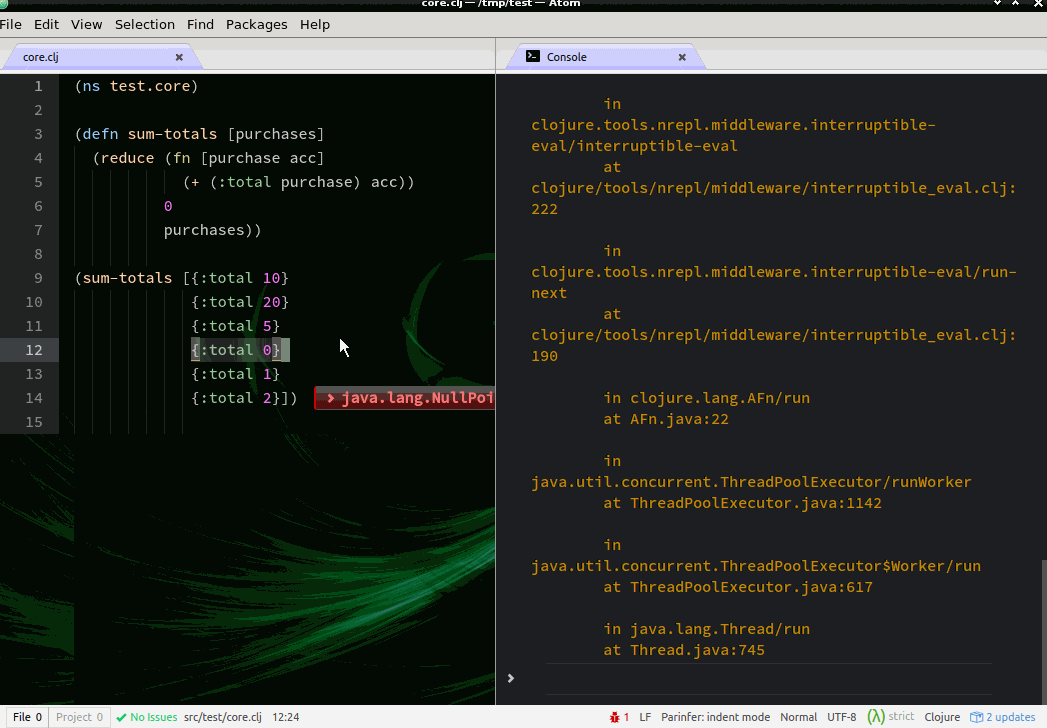 core.clj — /tmp/test — Atom
File Edit View Selection Find Packages Help
core.clj
Console
1 (ns test.core)
2
3 (defn sum-totals [purchases]
4 (reduce (fn [purchase acc]
5 (+ (:total purchase) acc))
6 0
7 purchases))
8
9 (sum-totals [{:total 10}
10 {:total 20}
11 {:total 5}
12 {:total 0}
13 {:total 1}
14 {:total 2}]) java.lang.NullPoi
15
in
clojure.tools.nrepl.middleware.interruptible-
eval/interruptible-eval
at
clojure/tools/nrepl/middleware/interruptible_eval.clj:
222
in
clojure.tools.nrepl.middleware.interruptible-eval/run-
next
at
clojure/tools/nrepl/middleware/interruptible_eval.clj:
190
in clojure.lang.AFn/run
at AFn.java:22
in
java.util.concurrent.ThreadPoolExecutor/runWorker
at ThreadPoolExecutor.java:1142
in
java.util.concurrent.ThreadPoolExecutor$Worker/run
at ThreadPoolExecutor.java:617
in java.lang.Thread/run
at Thread.java:745
File 0 Project 0 No Issues src/test/core.clj 12:24 1 LF Parinfer: indent mode Normal UTF-8 (λ) strict Clojure 2 updates